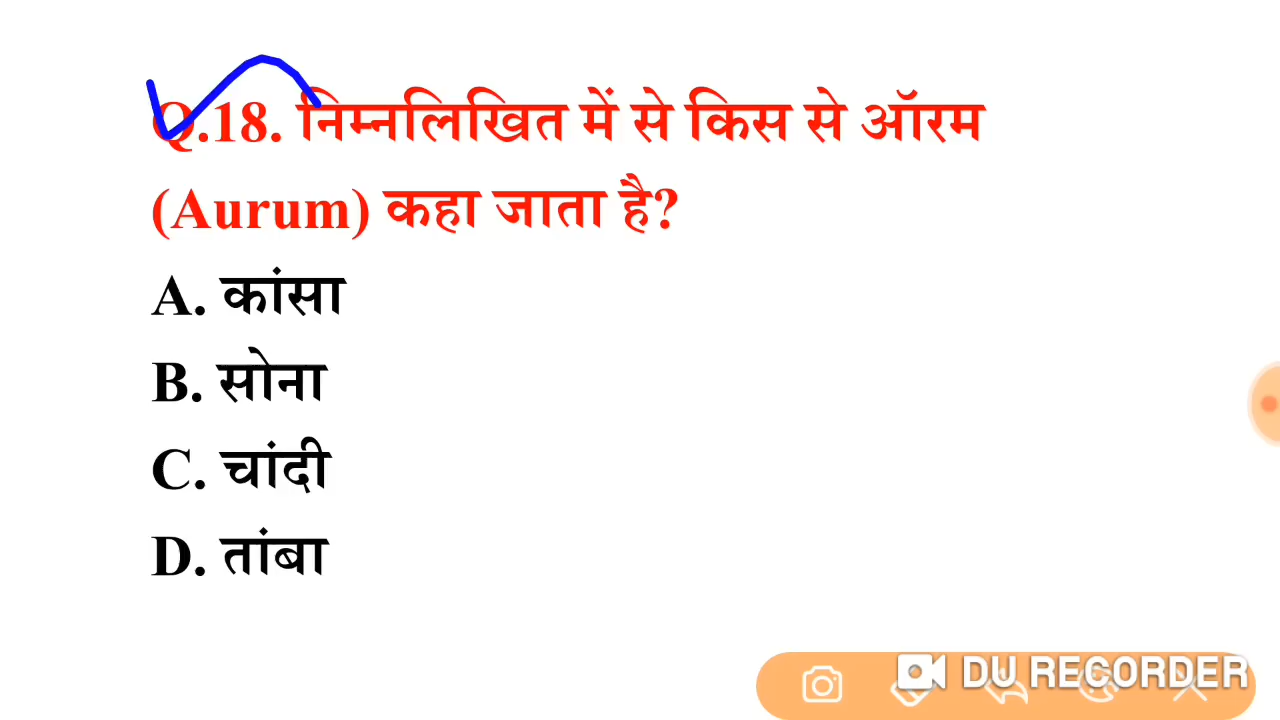 Q.18. निम्नलिखित में से किस से ऑरम
(Aurum) कहा जाता है?
A. कांसा
B. सोना
C. चांदी
D. तांबा
DU RECORDER